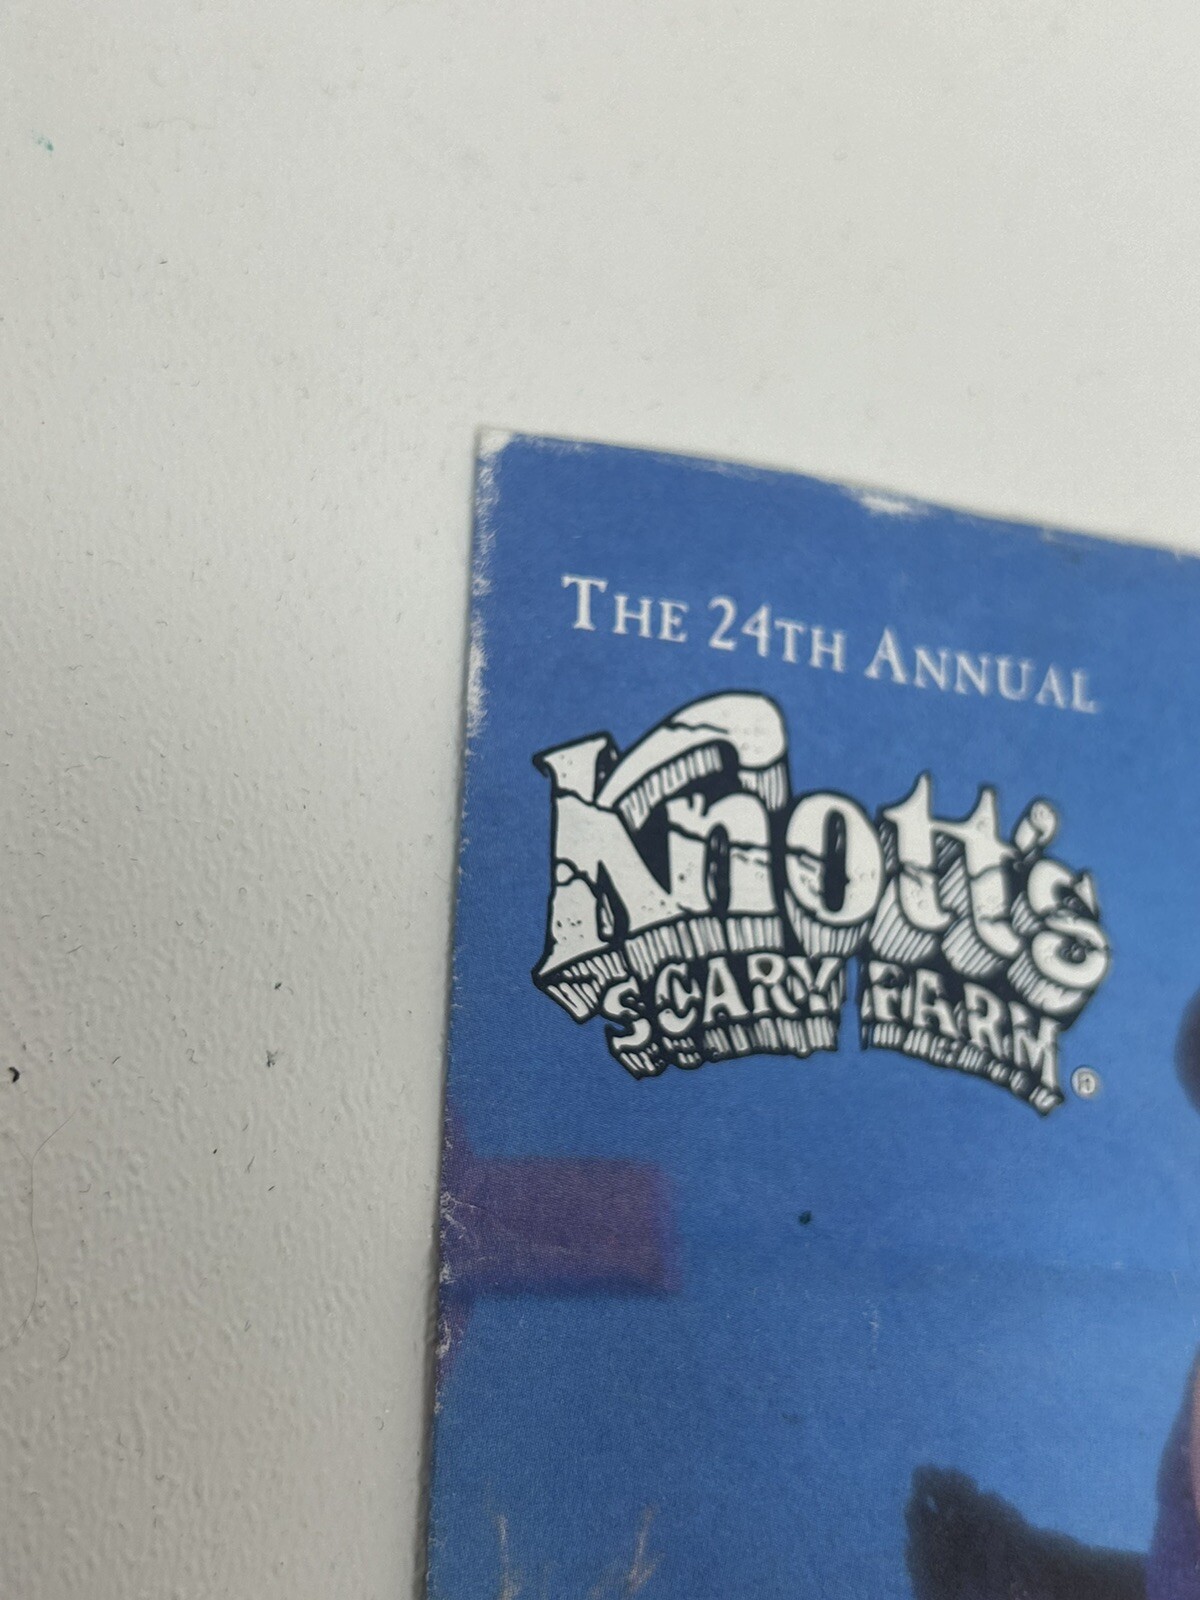 THE 24TH ANNUAL
Knott's
SCARY FARM®